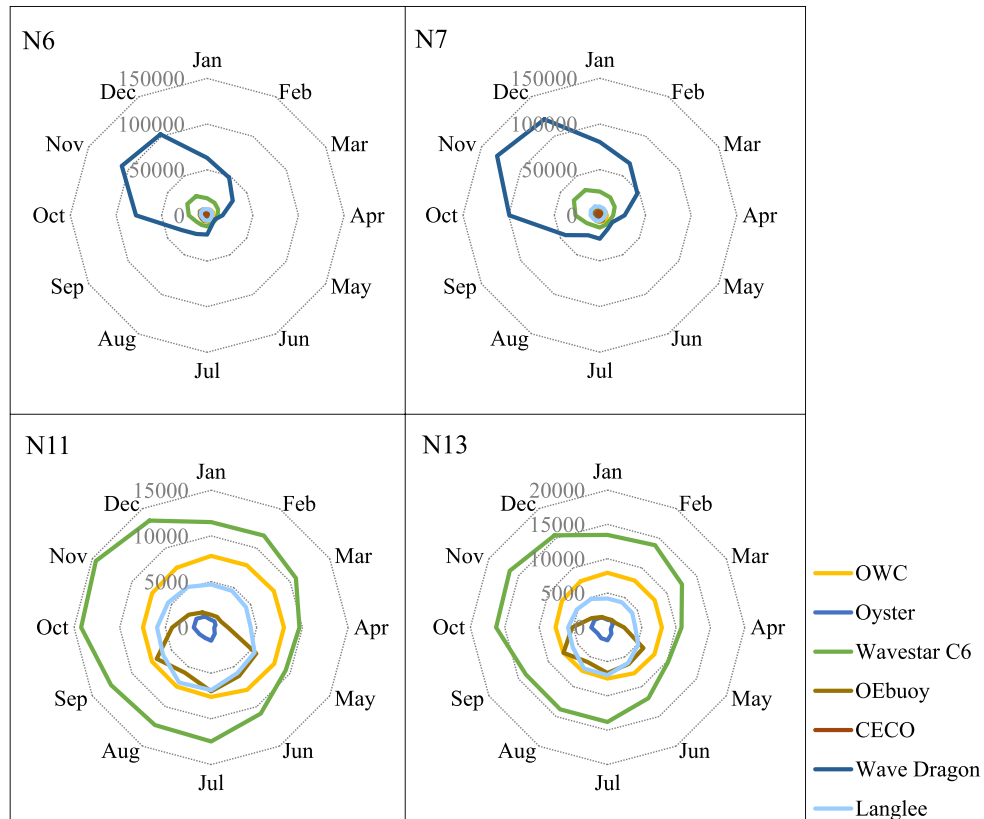 N6
Jan
150000
Dec
Feb
100000
Nov
Mar
50000
Oct
0
Apr
Sep
May
Aug
Jun
Jul
N7
Jan
150000
Dec
Feb
100000
Nov
Mar
50000
Oct
0
Apr
Sep
May
Aug
Jun
Jul
N11
Jan
15000
Dec
Feb
10000
Nov
Mar
5000
Oct
0
Apr
Sep
May
Aug
Jun
Jul
N13
Jan
20000
Dec
Feb
15000
Nov
Mar
10000
5000
Oct
0
Apr
Sep
May
Aug
Jun
Jul
OWC
Oyster
Wavestar C6
OEbuoy
CECO
Wave Dragon
Langlee